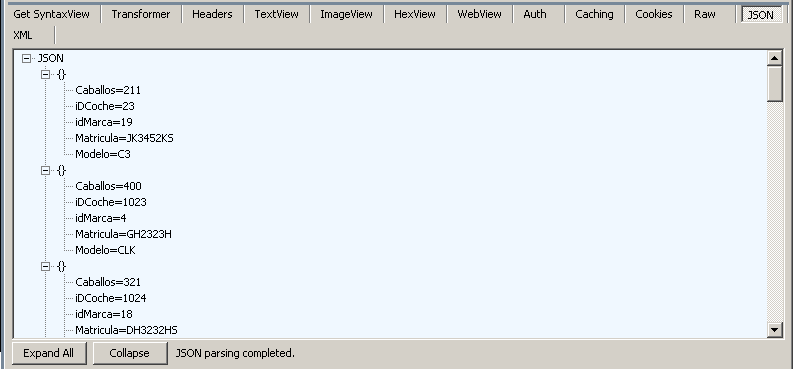 Get SyntaxView Transformer Headers TextView ImageView HexView WebView Auth Caching Cookies Raw JSON
XML
JSON
{}
Caballos=211
iDCoche=23
idMarca=19
Matricula=JK3452KS
Modelo=C3
{}
Caballos=400
iDCoche=1023
idMarca=4
Matricula=GH2323H
Modelo=CLK
{}
Caballos=321
iDCoche=1024
idMarca=18
Matricula=DH3232HS
Expand All Collapse JSON parsing completed.